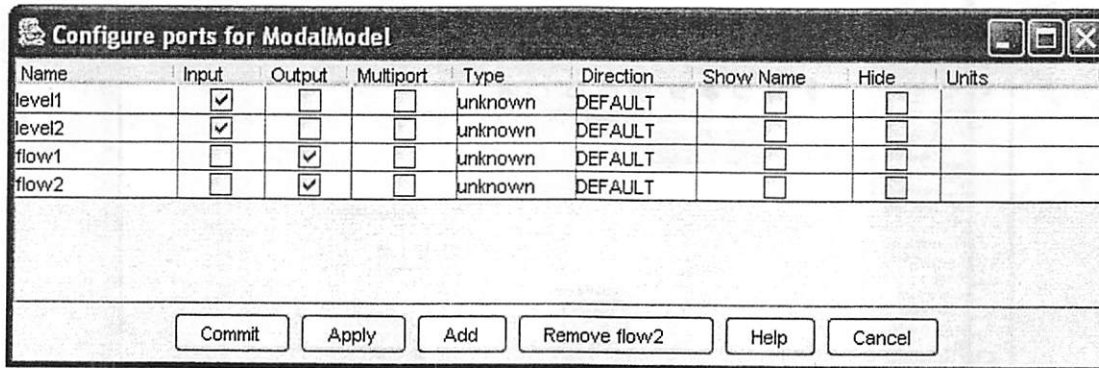 Configure ports for ModalModel
Name Input Output Multiport Type Direction Show Name Hide Units
level1 unknown DEFAULT
level2 unknown DEFAULT
flow1 unknown DEFAULT
flow2 unknown DEFAULT
Commit Apply Add Remove flow2 Help Cancel